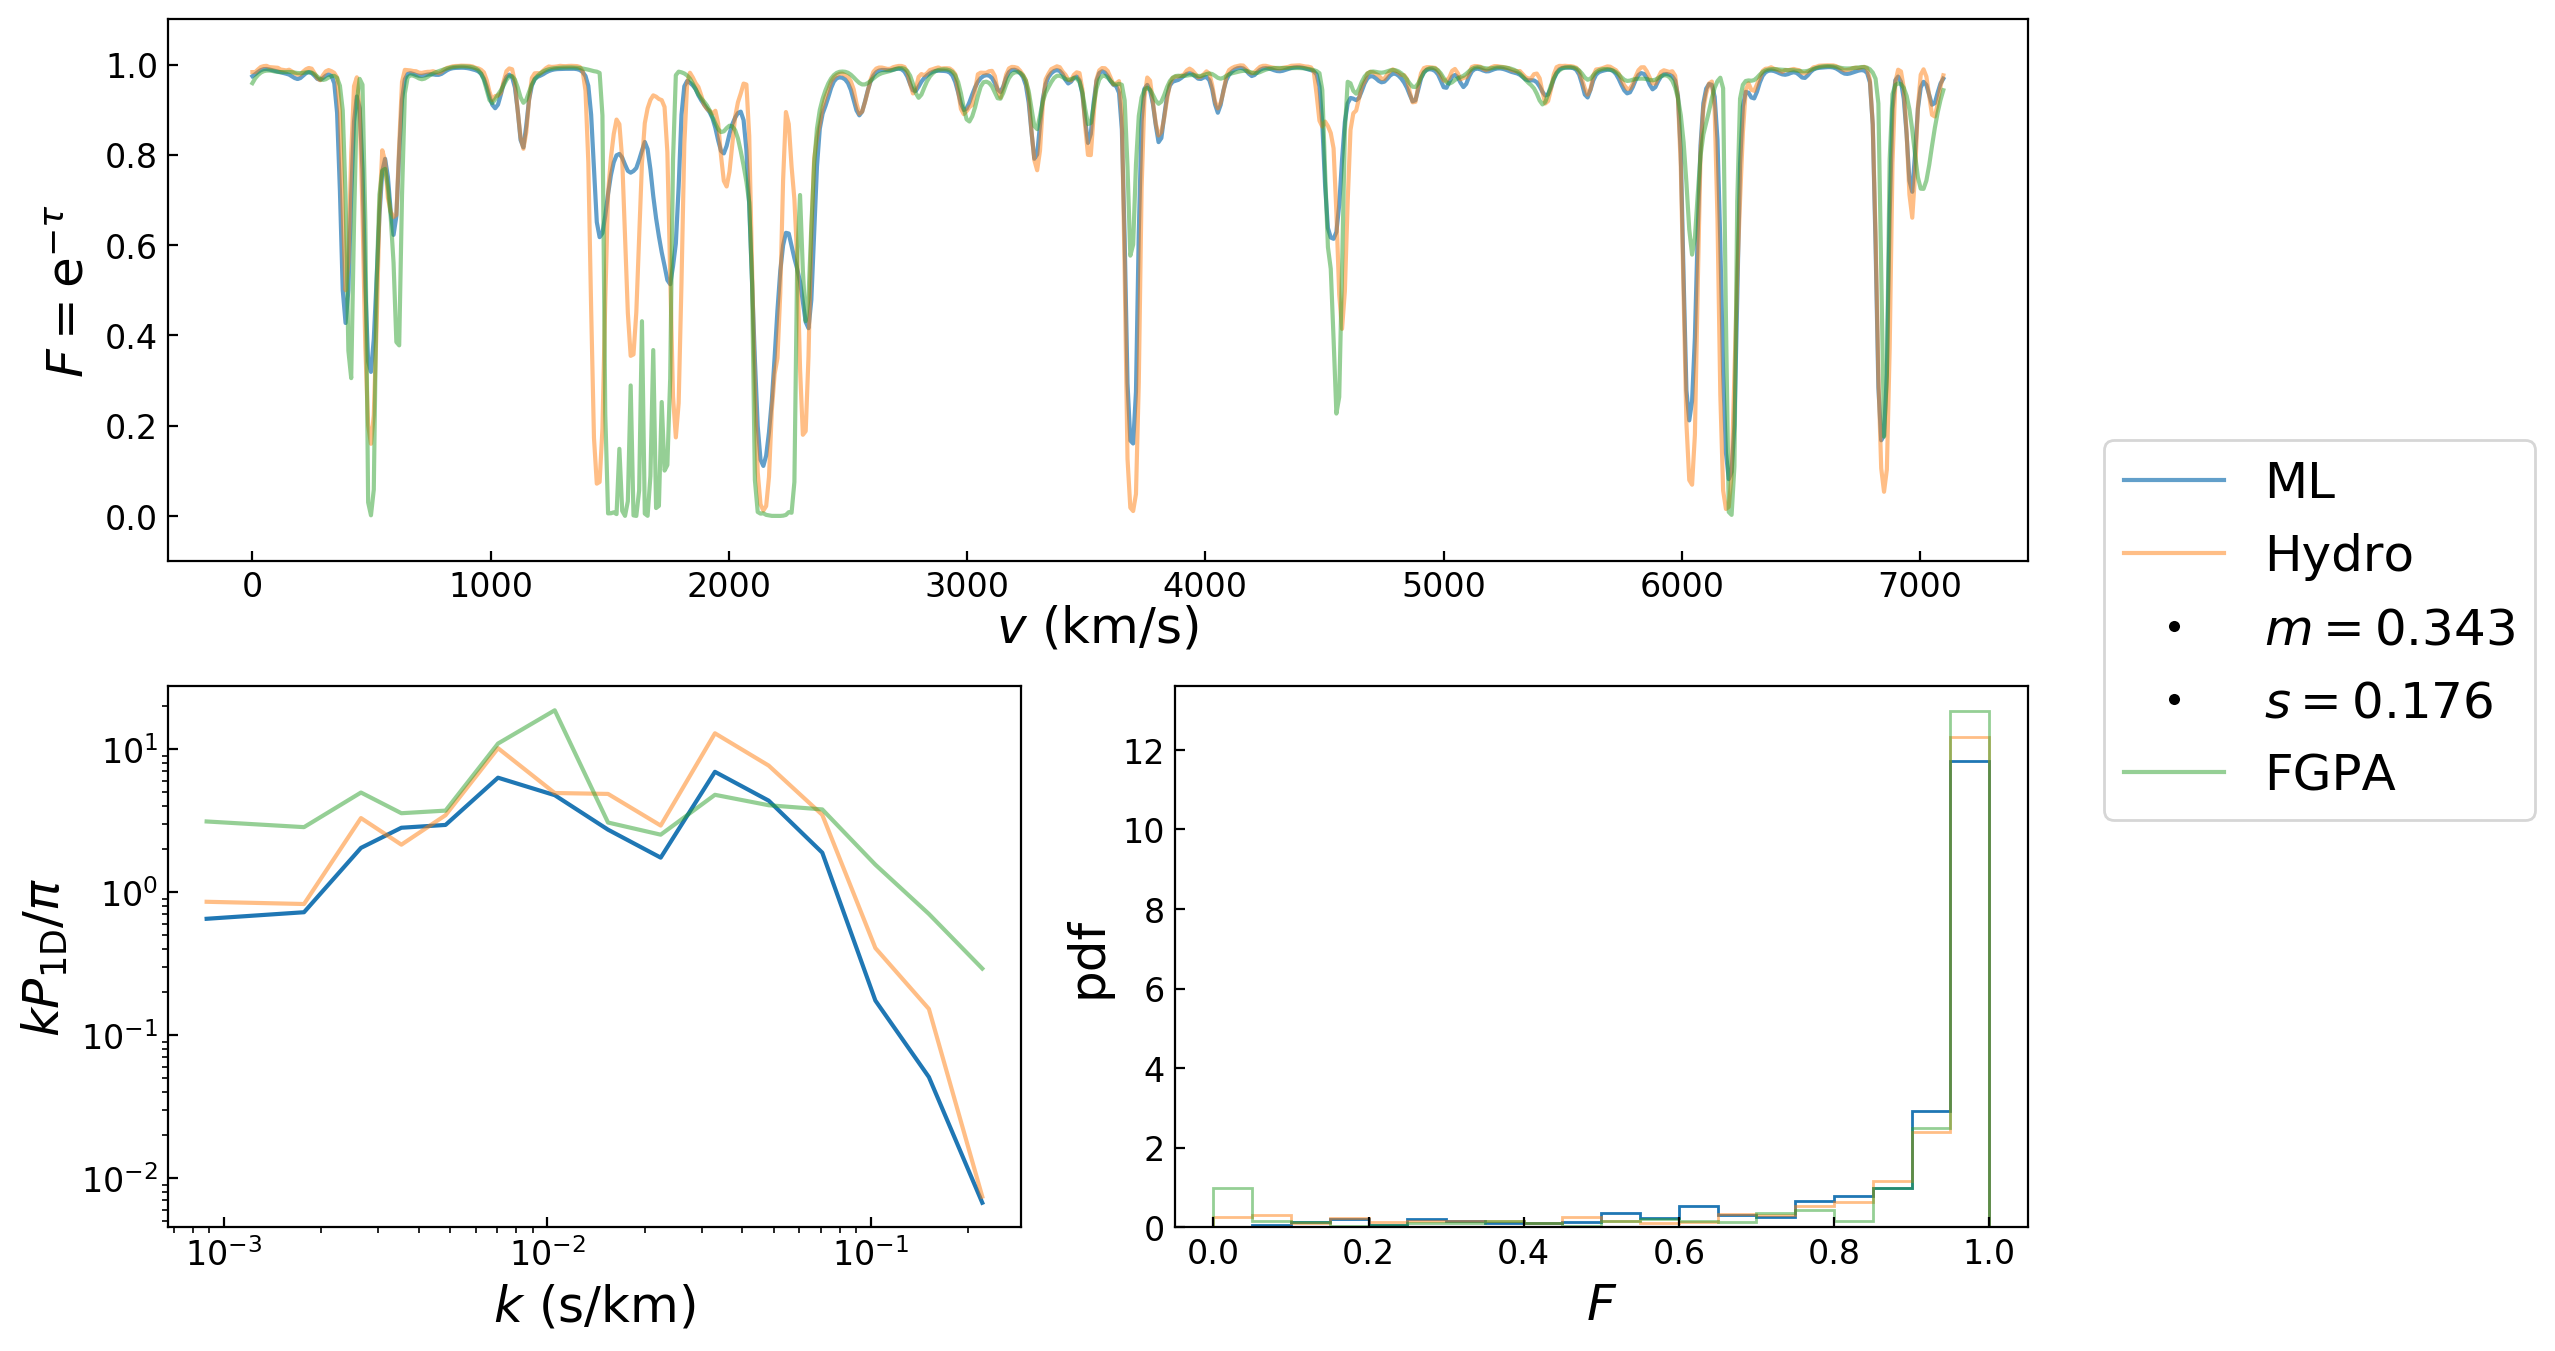 1.0
0.8
0.6
0.4
0.2
0.0
F = e^{−τ}
0 1000 2000 3000 4000 5000 6000 7000
v (km/s)
ML
Hydro
m = 0.343
s = 0.176
FGPA
10^1
10^0
10^{−1}
10^{−2}
kP_{1D}/π
10^{−3} 10^{−2} 10^{−1}
k (s/km)
12
10
8
6
4
2
0
pdf
0.0 0.2 0.4 0.6 0.8 1.0
F